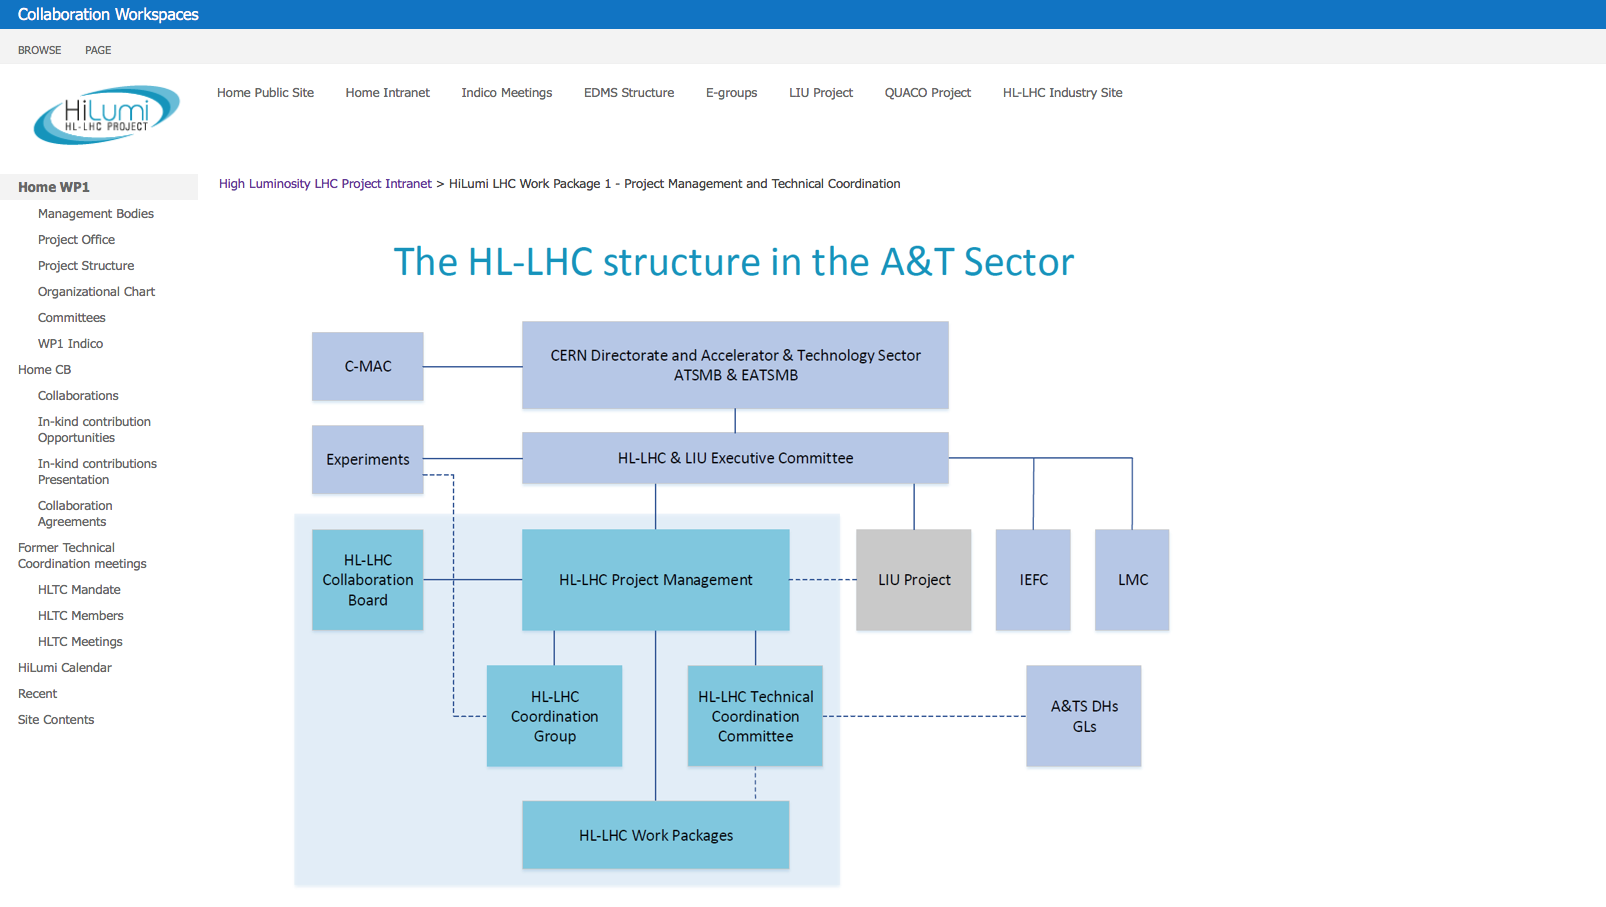 Collaboration Workspaces
BROWSE PAGE
HiLumi
HL-LHC PROJECT
Home Public Site Home Intranet Indico Meetings EDMS Structure E-groups LIU Project QUACO Project HL-LHC Industry Site
Home WP1
Management Bodies
Project Office
Project Structure
Organizational Chart
Committees
WP1 Indico
Home CB
Collaborations
In-kind contribution
Opportunities
In-kind contributions
Presentation
Collaboration
Agreements
Former Technical
Coordination meetings
HLTC Mandate
HLTC Members
HLTC Meetings
HiLumi Calendar
Recent
Site Contents
High Luminosity LHC Project Intranet > HiLumi LHC Work Package 1 - Project Management and Technical Coordination
The HL-LHC structure in the A&T Sector
C-MAC
CERN Directorate and Accelerator & Technology Sector
ATSMB & EATSMB
Experiments
HL-LHC & LIU Executive Committee
HL-LHC
Collaboration
Board
HL-LHC Project Management
LIU Project
IEFC
LMC
HL-LHC
Coordination
Group
HL-LHC Technical
Coordination
Committee
A&TS DHs
GLs
HL-LHC Work Packages